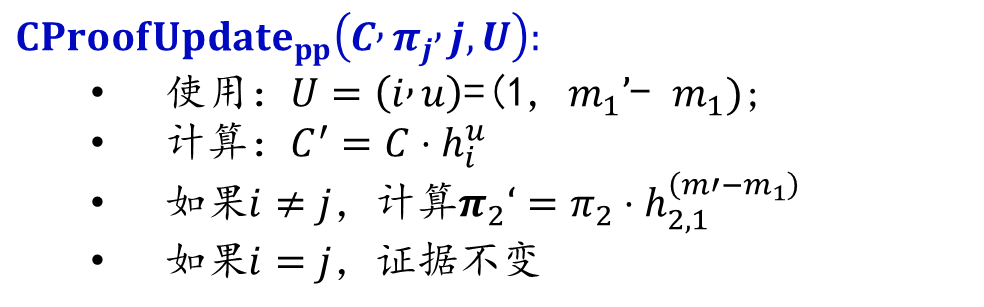 CProofUpdate_pp(C, π_j, j, U):
• 使用：U = (i, u)=(1, m_1’− m_1)；
• 计算：C′ = C · h_i^u
• 如果i ≠ j，计算π_2‘ = π_2 · h_{2,1}^{(m′−m_1)}
• 如果i = j，证据不变